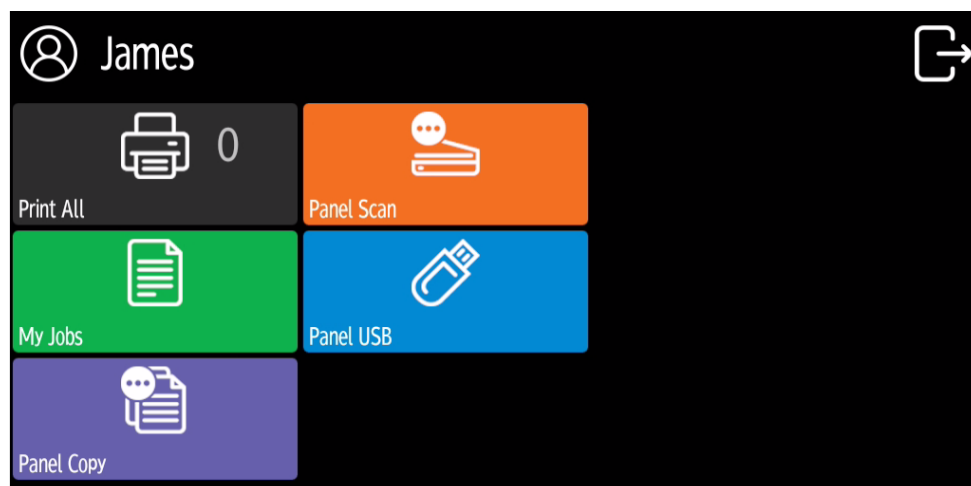 James
0
Print All
Panel Scan
My Jobs
Panel USB
Panel Copy